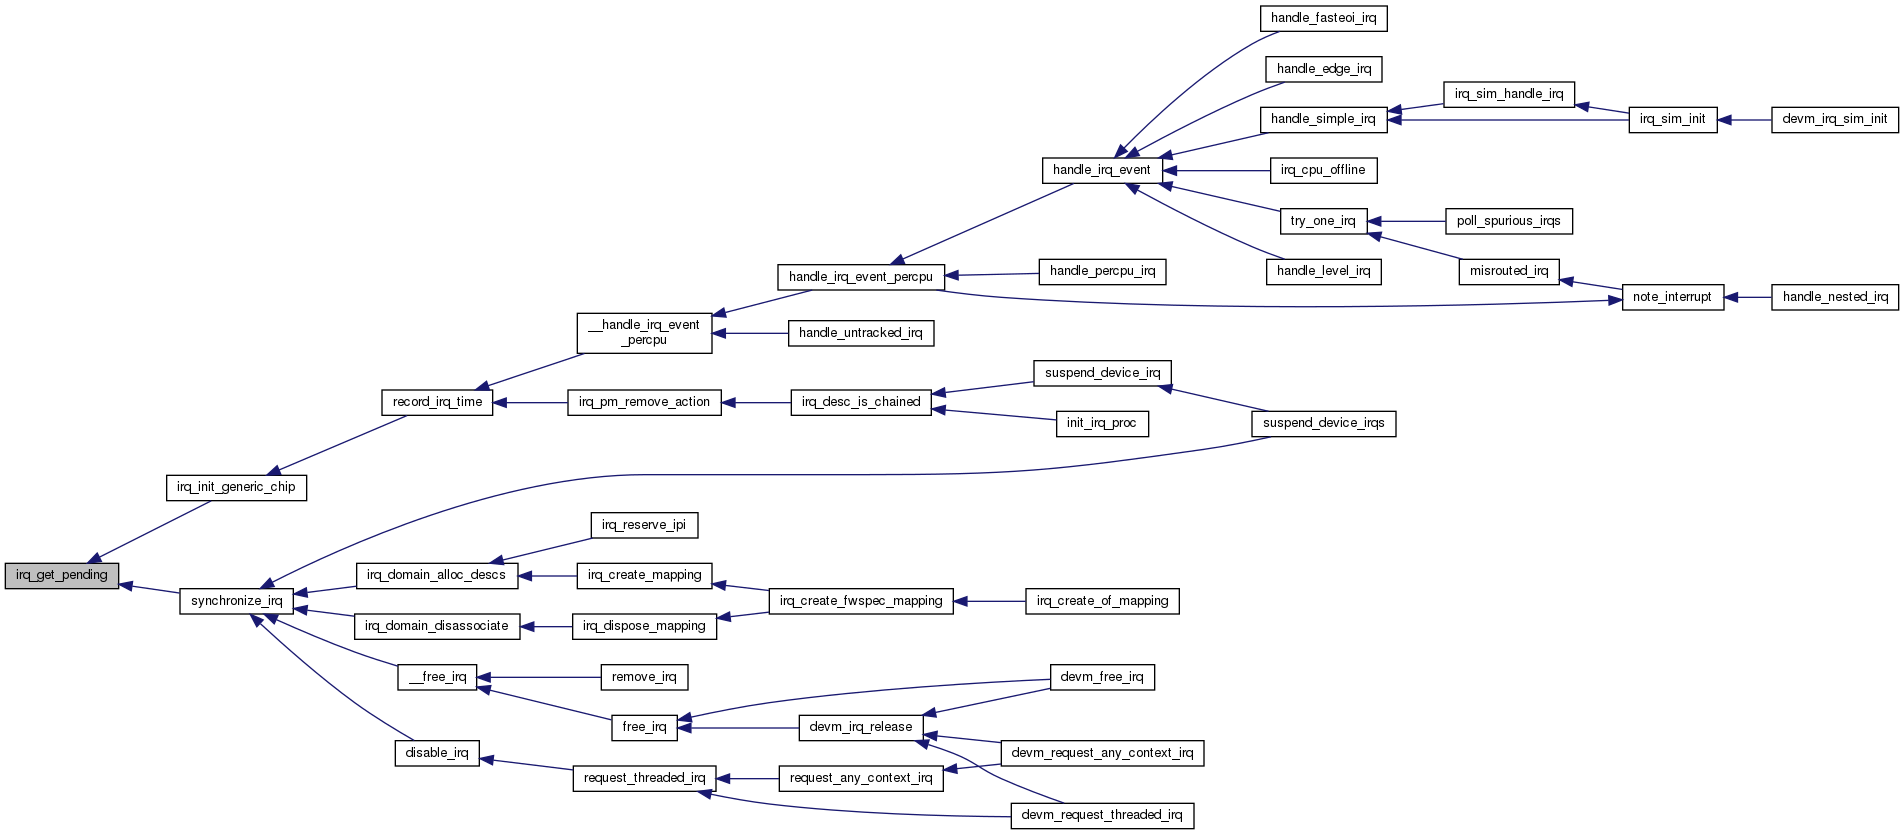 handle_fasteoi_irq
handle_edge_irq
irq_sim_handle_irq
handle_simple_irq
irq_sim_init
devm_irq_sim_init
handle_irq_event
irq_cpu_offline
try_one_irq
poll_spurious_irqs
handle_irq_event_percpu
handle_percpu_irq
handle_level_irq
misrouted_irq
note_interrupt
handle_nested_irq
__handle_irq_event
_percpu
handle_untracked_irq
suspend_device_irq
record_irq_time
irq_pm_remove_action
irq_desc_is_chained
init_irq_proc
suspend_device_irqs
irq_init_generic_chip
irq_reserve_ipi
irq_get_pending
irq_domain_alloc_descs
irq_create_mapping
synchronize_irq
irq_create_fwspec_mapping
irq_create_of_mapping
irq_domain_disassociate
irq_dispose_mapping
__free_irq
remove_irq
devm_free_irq
free_irq
devm_irq_release
disable_irq
devm_request_any_context_irq
request_threaded_irq
request_any_context_irq
devm_request_threaded_irq